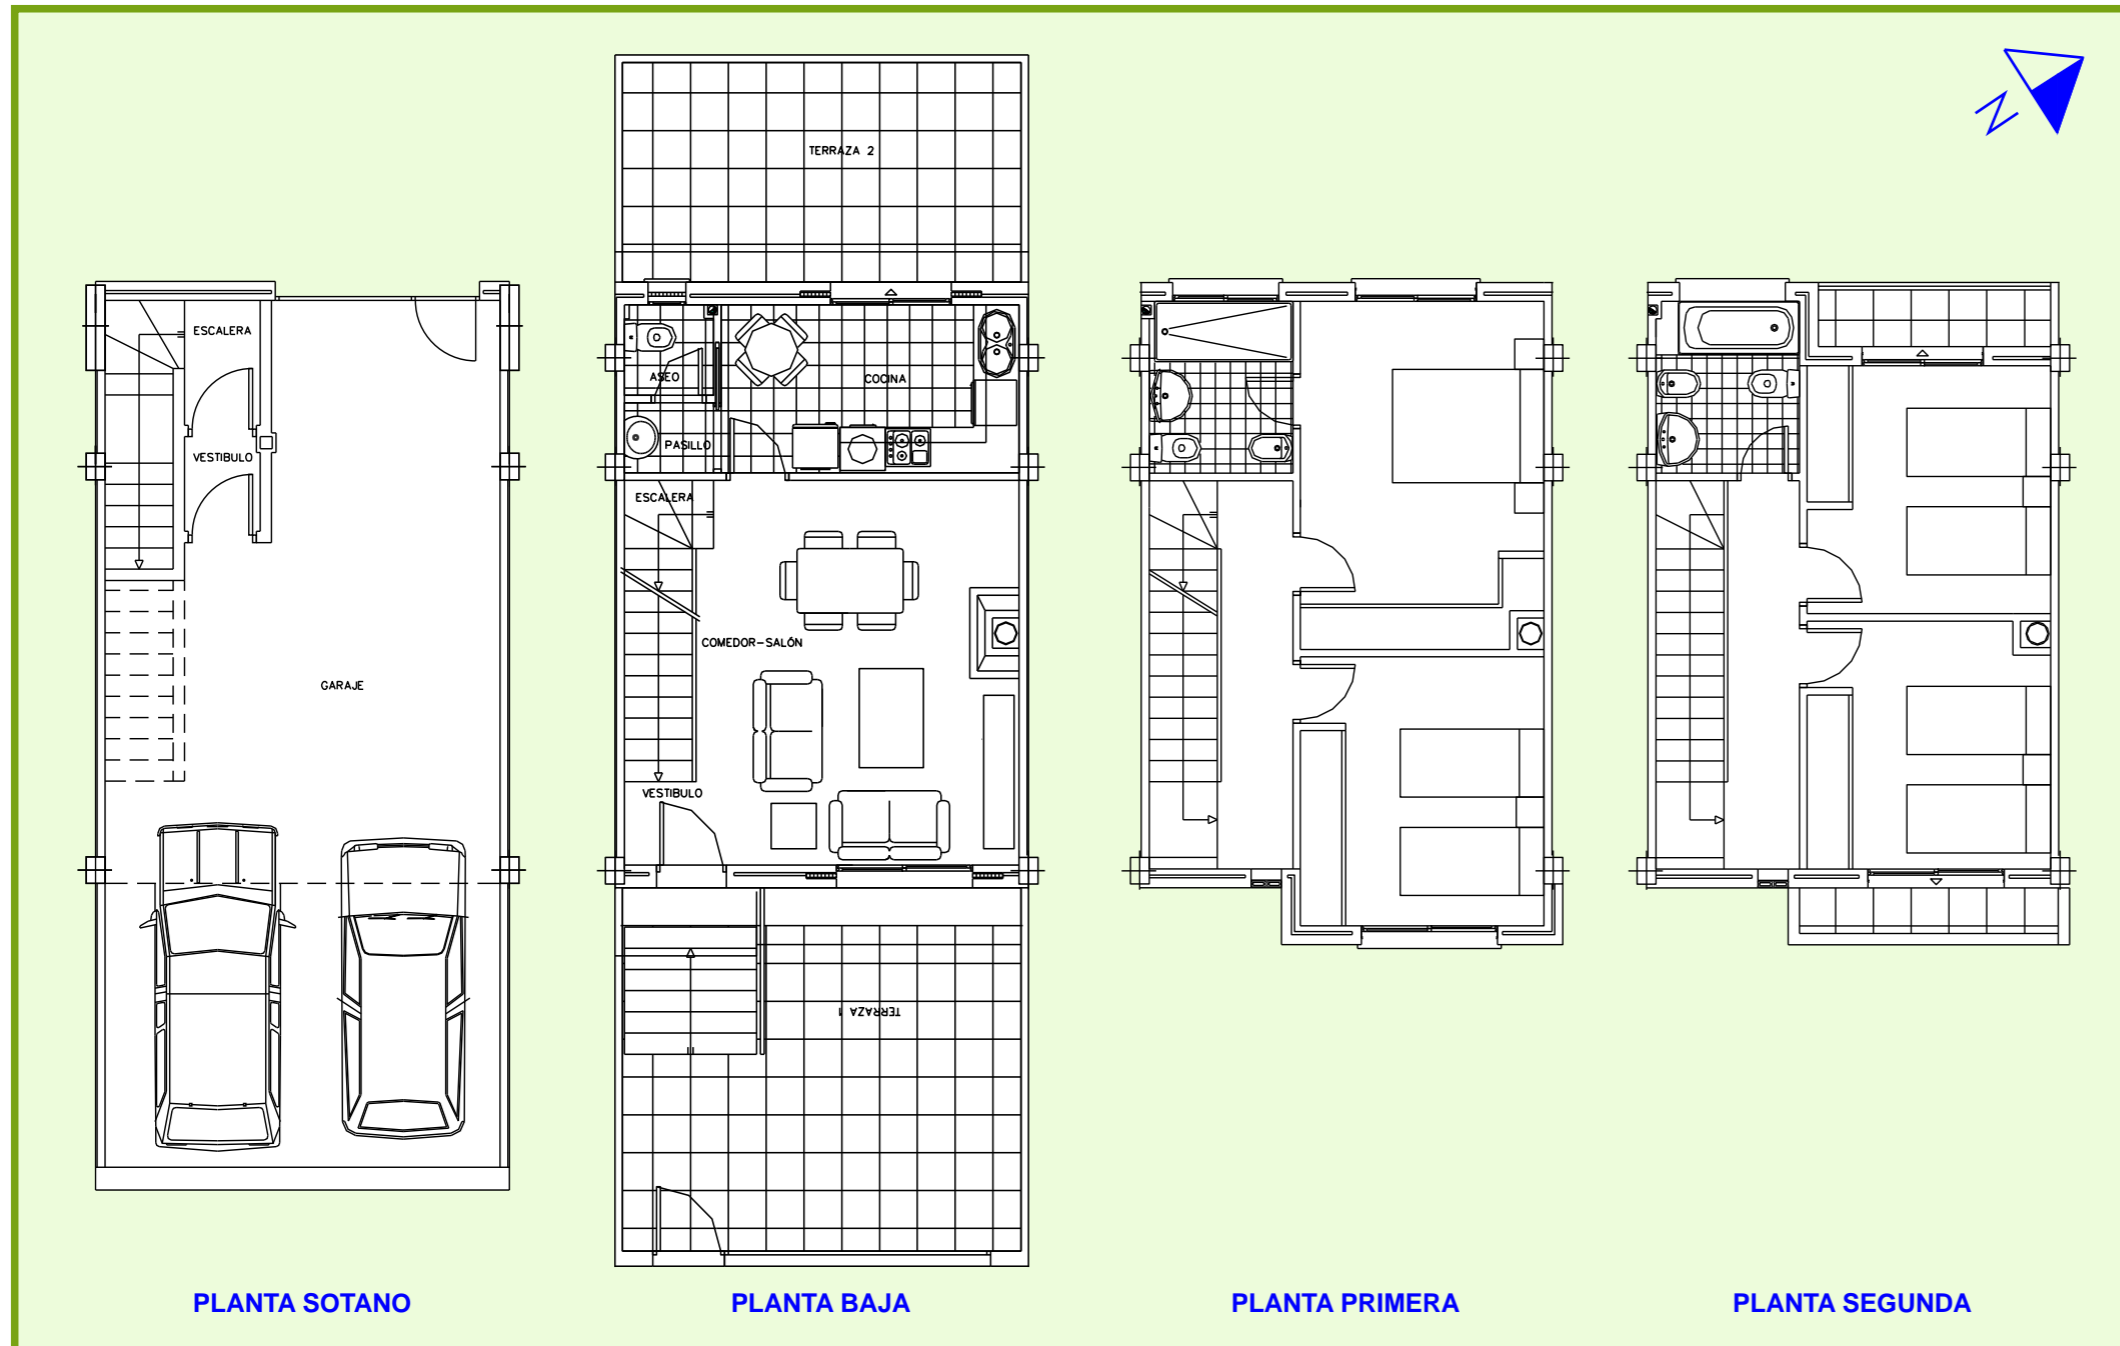 N
ESCALERA
VESTIBULO
GARAJE
TERRAZA 2
ASEO
COCINA
PASILLO
ESCALERA
COMEDOR-SALÓN
VESTIBULO
TERRAZA 1
PLANTA SOTANO
PLANTA BAJA
PLANTA PRIMERA
PLANTA SEGUNDA